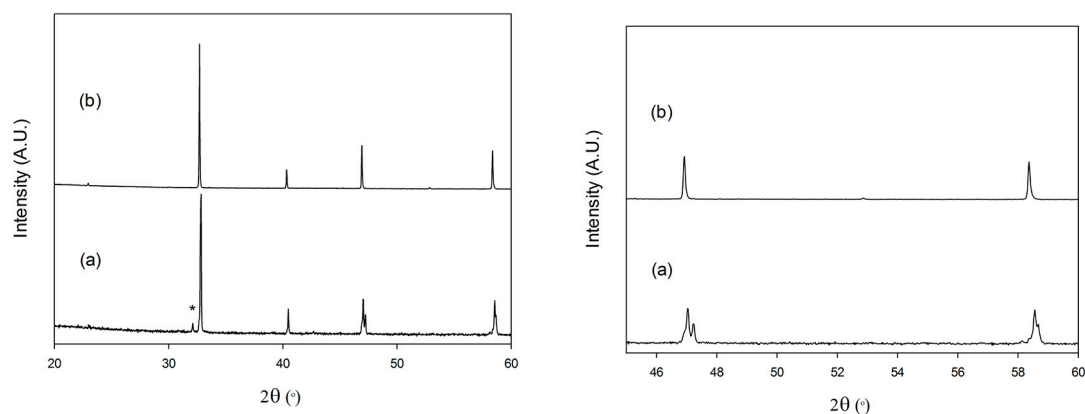 (b)
Intensity (A.U.)
(a)
*
20 30 40 50 60
2θ (°)
(b)
Intensity (A.U.)
(a)
46 48 50 52 54 56 58 60
2θ (°)